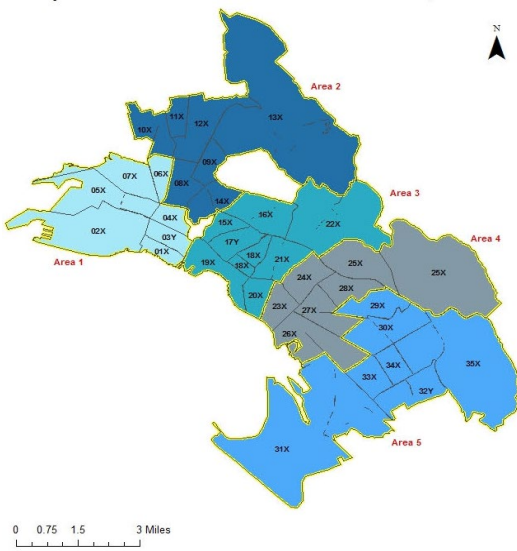 N
Area 2
13X
11X
12X
10X
09X
07X
06X
08X
05X
14X
04X
02X
03Y
01X
Area 1
Area 3
16X
15X
22X
17Y
18X
18X
21X
19X
20X
Area 4
25X
25X
24X
28X
23X
27X
29X
30X
26X
35X
34X
33X
32Y
31X
Area 5
0 0.75 1.5 3 Miles